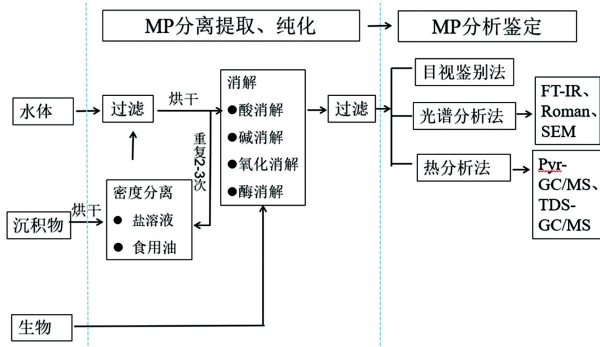 MP分离提取、纯化
MP分析鉴定
水体
过滤
烘干
重复2-3次
消解
●酸消解
●碱消解
●氧化消解
●酶消解
过滤
目视鉴别法
光谱分析法
热分析法
FT-IR、
Roman、
SEM
Pyr-
GC/MS、
TDS-
GC/MS
沉积物
烘干
密度分离
● 盐溶液
● 食用油
生物